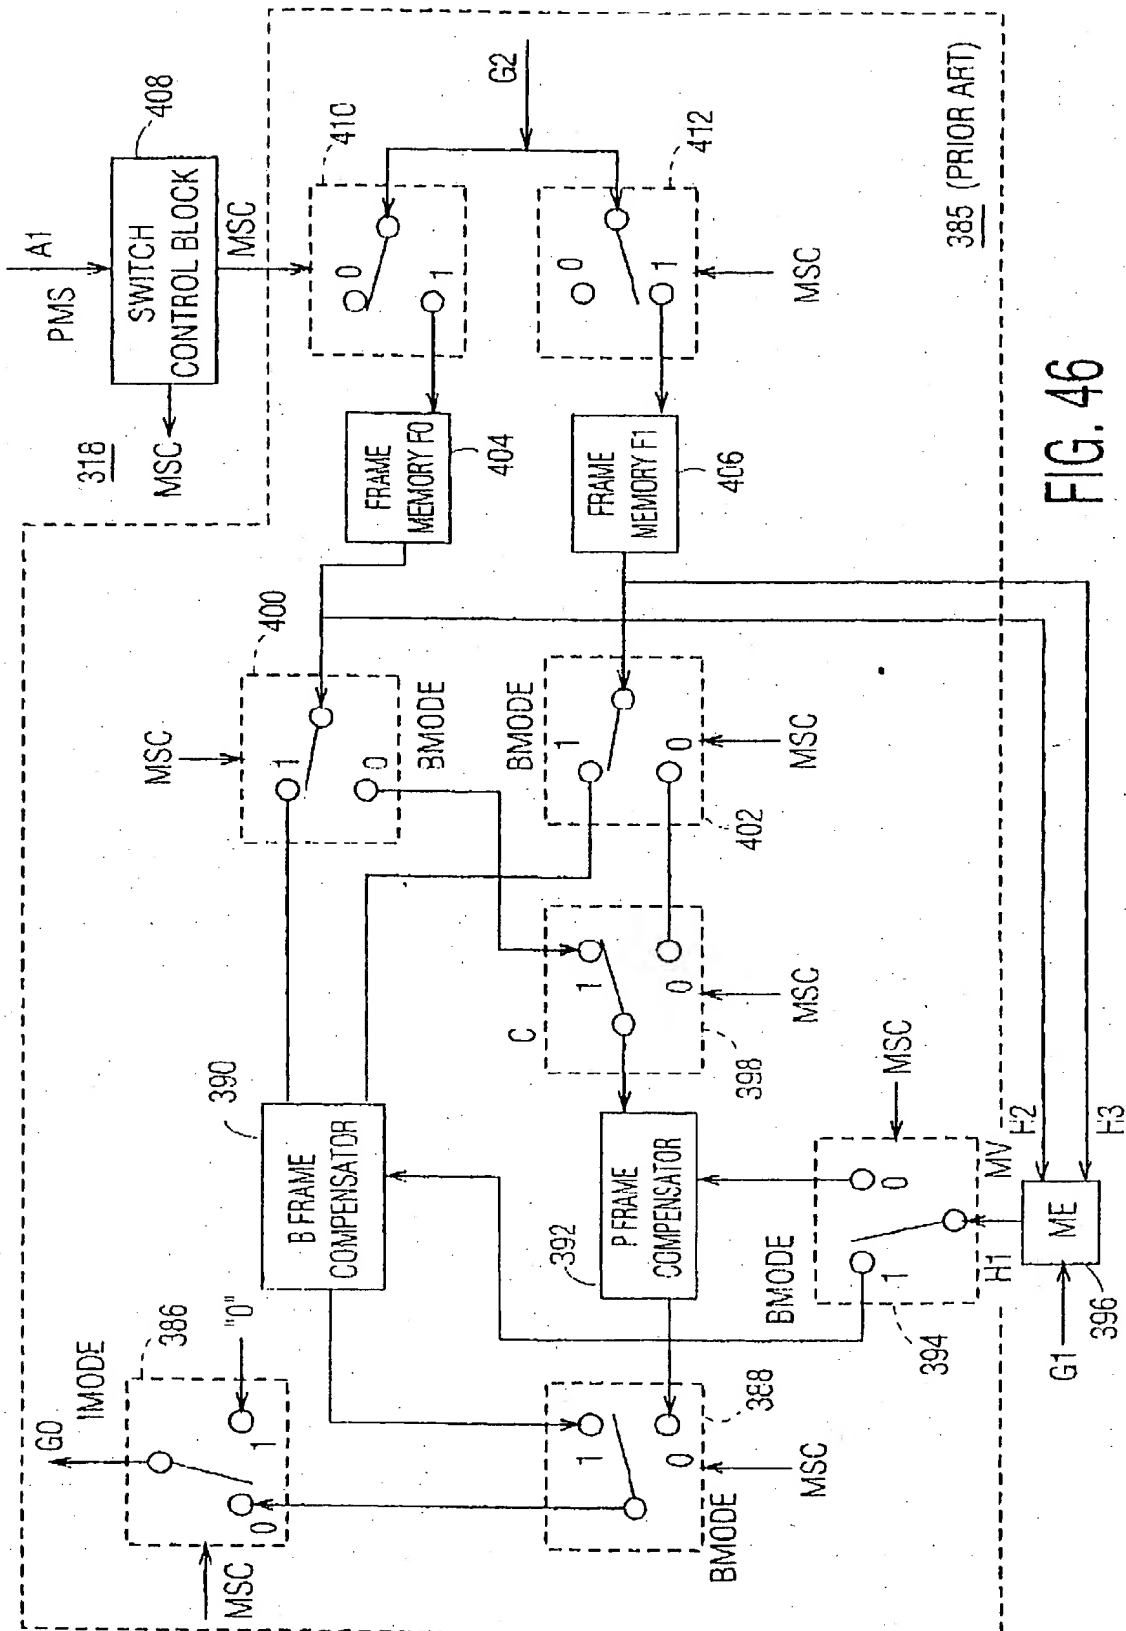 A1
PMS
408
SWITCH
CONTROL BLOCK
MSC
MSC
318
G2
410
0
1
412
0
1
MSC
385 (PRIOR ART)
FRAME
MEMORY F0
404
FRAME
MEMORY F1
406
FIG. 46
400
MSC
1
0
BMODE
BMODE
1
0
MSC
402
C
1
0
MSC
398
390
B FRAME
COMPENSATOR
392
P FRAME
COMPENSATOR
MSC
0
1
BMODE
394
MV
H1
H2
H3
ME
396
G1
G0
IMODE
386
"0"
1
0
MSC
388
1
0
BMODE
MSC